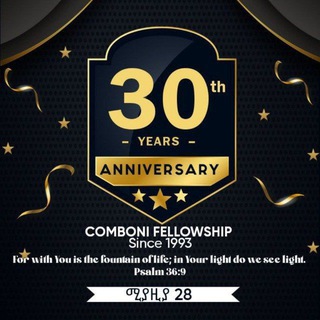 30th
- YEARS -
ANNIVERSARY
COMBONI FELLOWSHIP
Since 1993
For with You is the fountain of life; in Your light do we see light.
Psalm 36:9
ሚያዚያ 28